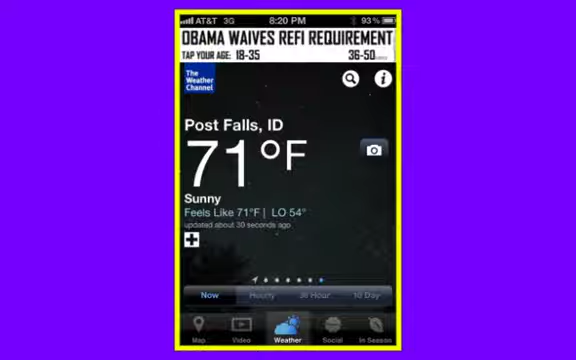 AT&T 3G 8:20 PM 93%
OBAMA WAIVES REFI REQUIREMENT
TAP YOUR AGE: 18-35 36-50
The
Weather
Channel
Post Falls, ID
71°F
Sunny
Feels Like 71°F | LO 54°
updated about 30 seconds ago
Now Hourly 36 Hour 10 Day
Map Video Weather Social In Season